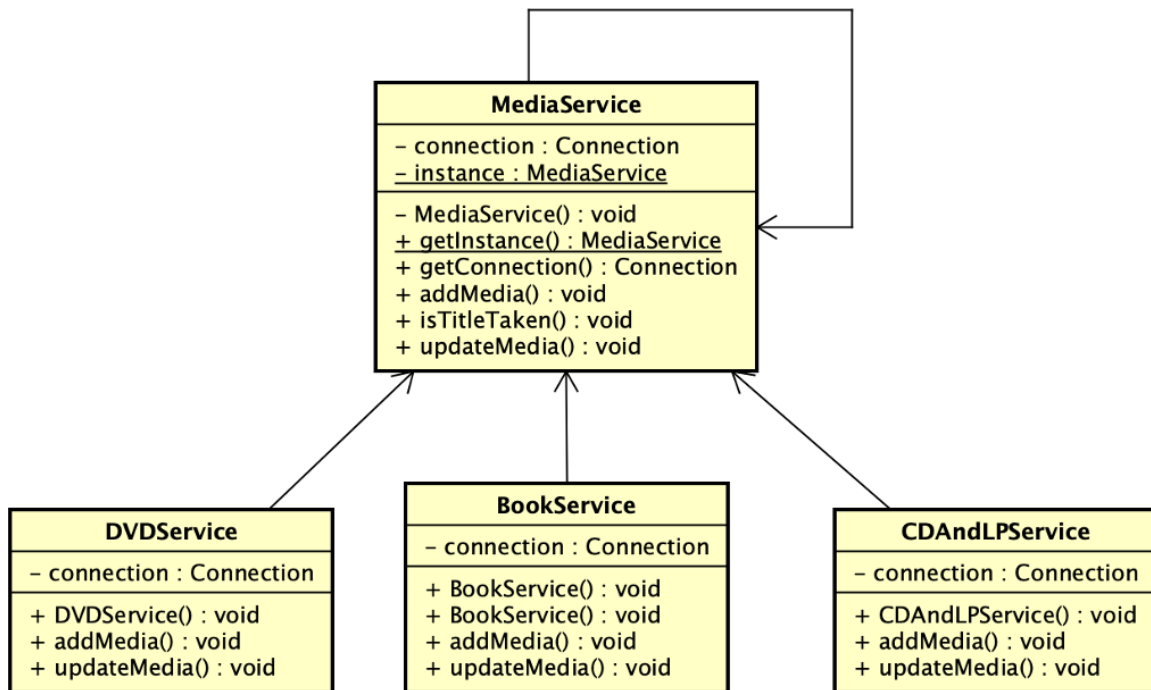 MediaService
– connection : Connection
– instance : MediaService
– MediaService() : void
+ getInstance() : MediaService
+ getConnection() : Connection
+ addMedia() : void
+ isTitleTaken() : void
+ updateMedia() : void
DVDService
– connection : Connection
+ DVDService() : void
+ addMedia() : void
+ updateMedia() : void
BookService
– connection : Connection
+ BookService() : void
+ BookService() : void
+ addMedia() : void
+ updateMedia() : void
CDAndLPService
– connection : Connection
+ CDAndLPService() : void
+ addMedia() : void
+ updateMedia() : void